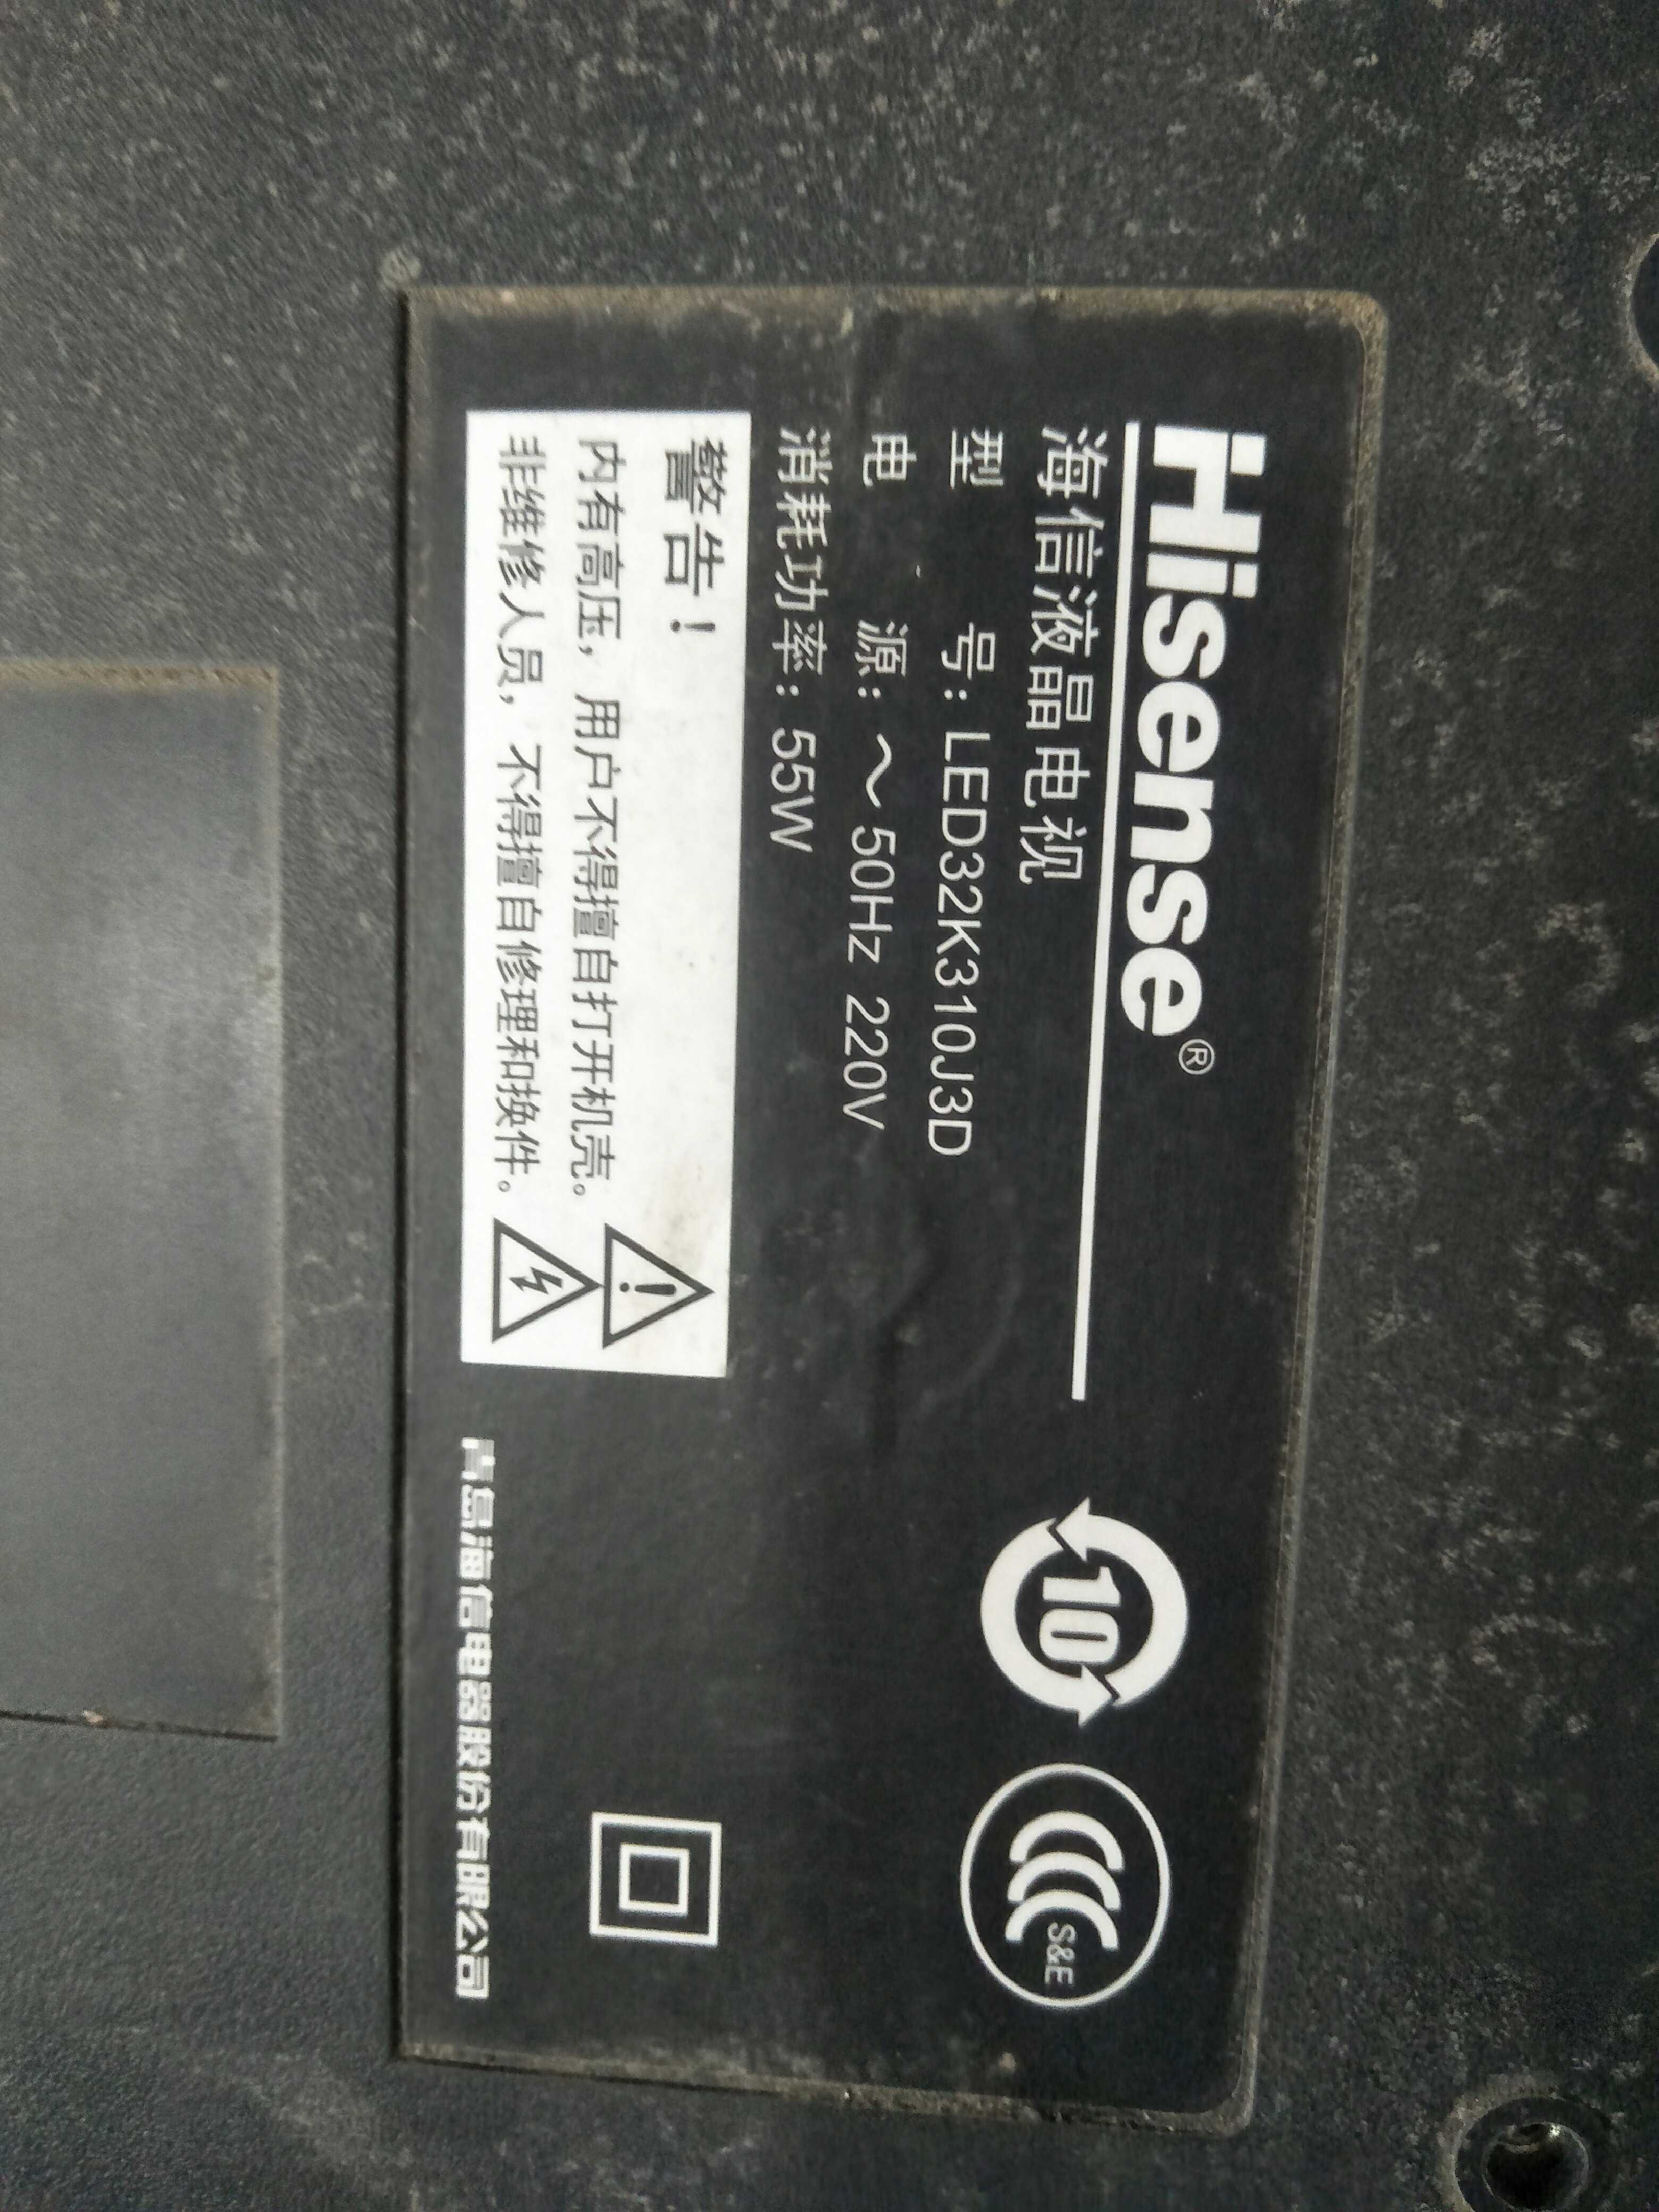 Hisense®
海信液晶电视
型 号: LED32K310J3D
电 源: ～50Hz 220V
消耗功率: 55W
警告！
内有高压，用户不得擅自打开机壳。
非维修人员，不得擅自修理和换件。
10
S&E
青岛海信电器股份有限公司